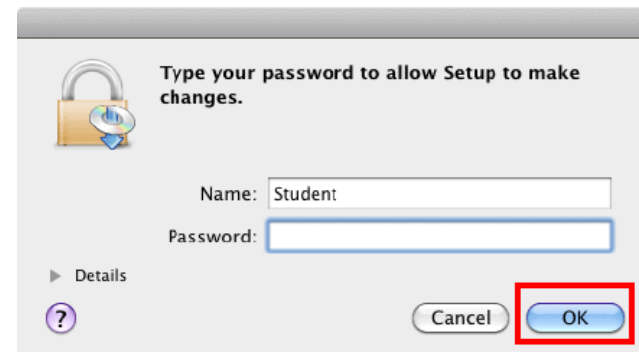 Type your password to allow Setup to make
changes.
Name: Student
Password:
Details
? Cancel OK